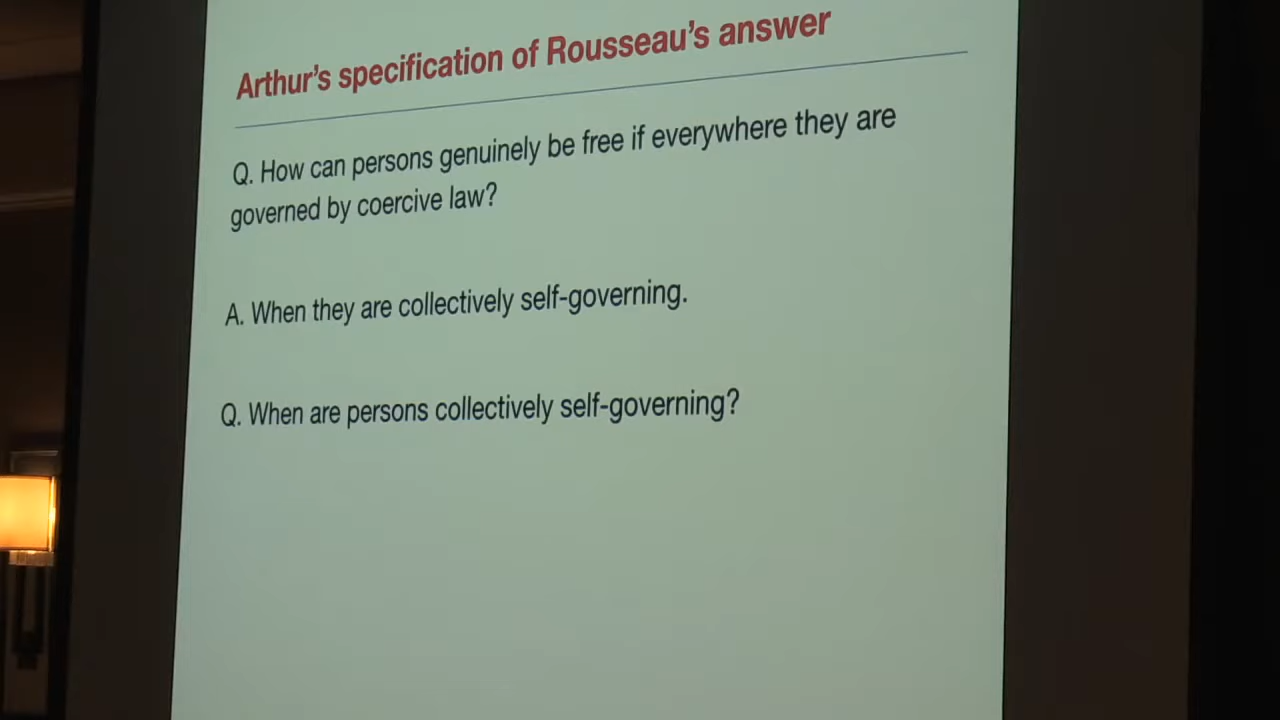 Arthur's specification of Rousseau's answer
Q. How can persons genuinely be free if everywhere they are
governed by coercive law?
A. When they are collectively self-governing.
Q. When are persons collectively self-governing?